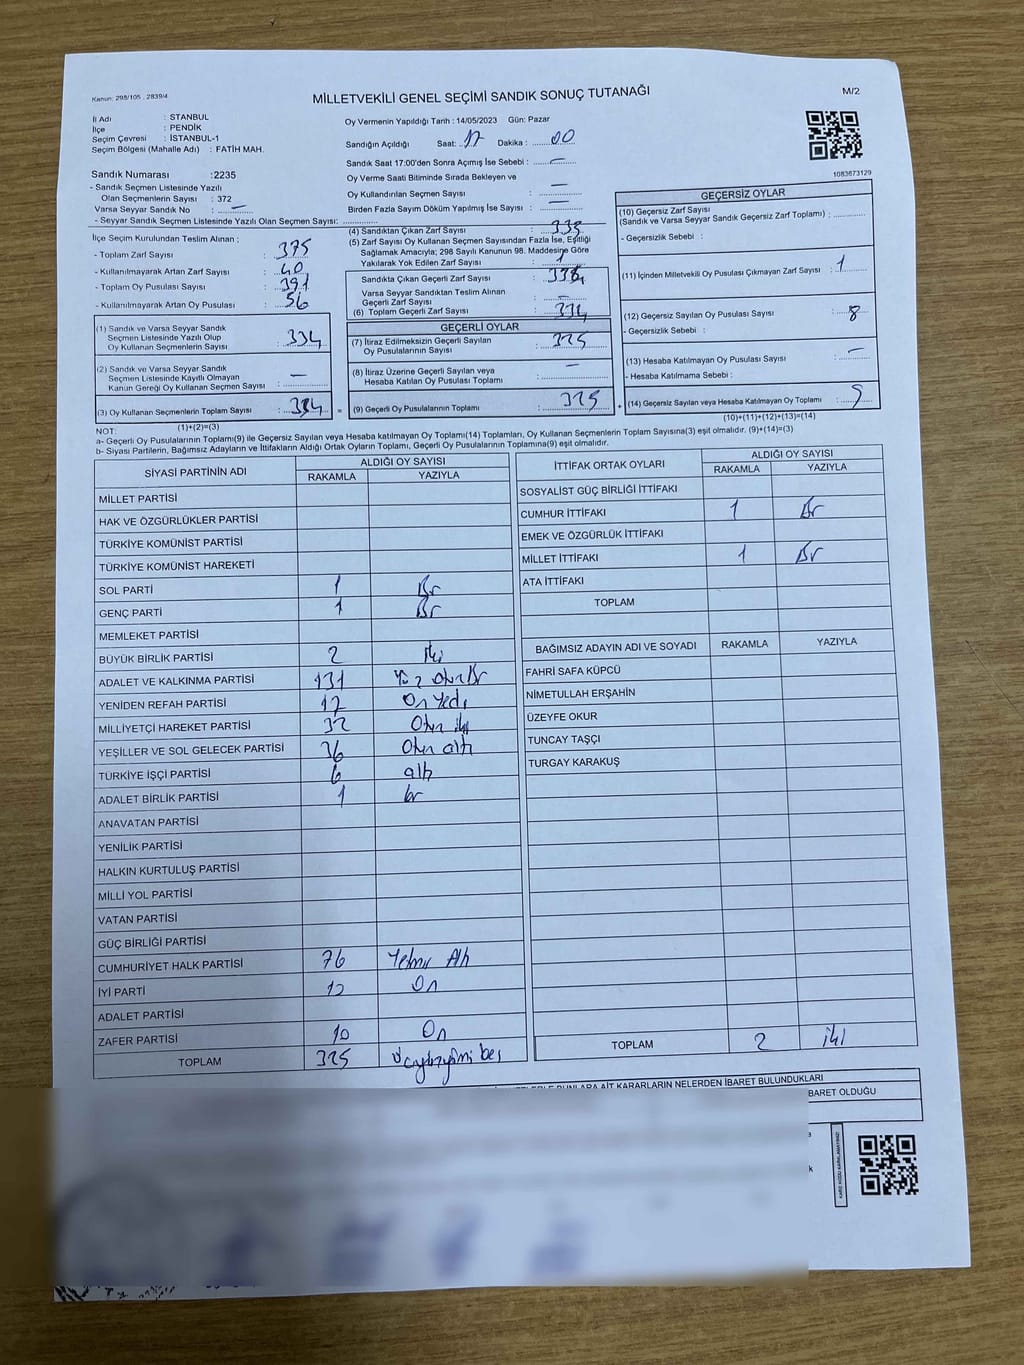 Kanun: 298/105 , 2839/4
MİLLETVEKİLİ GENEL SEÇİMİ SANDIK SONUÇ TUTANAĞI
M/2
İl Adı : STANBUL
İlçe : PENDİK
Seçim Çevresi : İSTANBUL-1
Seçim Bölgesi (Mahalle Adı) : FATİH MAH.
Oy Vermenin Yapıldığı Tarih : 14/05/2023 Gün: Pazar
Sandığın Açıldığı Saat: 17 Dakika : 00
Sandık Saat 17:00'den Sonra Açımış İse Sebebi : —
Oy Verme Saati Bitiminde Sırada Bekleyen ve
Oy Kullandırılan Seçmen Sayısı : —
Birden Fazla Sayım Döküm Yapılmış İse Sayısı : —
1083673129
Sandık Numarası :2235
- Sandık Seçmen Listesinde Yazılı
Olan Seçmenlerin Sayısı : 372
Varsa Seyyar Sandık No : —
- Seyyar Sandık Seçmen Listesinde Yazılı Olan Seçmen Sayısı:
İlçe Seçim Kurulundan Teslim Alınan ;
- Toplam Zarf Sayısı : 375
- Kullanılmayarak Artan Zarf Sayısı : 40
- Toplam Oy Pusulası Sayısı : 391
- Kullanılmayarak Artan Oy Pusulası : 56
(1) Sandık ve Varsa Seyyar Sandık
Seçmen Listesinde Yazılı Olup
Oy Kullanan Seçmenlerin Sayısı : 334
(2) Sandık ve Varsa Seyyar Sandık
Seçmen Listesinde Kayıtlı Olmayan
Kanun Gereği Oy Kullanan Seçmen Sayısı : —
(3) Oy Kullanan Seçmenlerin Toplam Sayısı : 334 =
(1)+(2)=(3)
(4) Sandıktan Çıkan Zarf Sayısı : 335
(5) Zarf Sayısı Oy Kullanan Seçmen Sayısından Fazla İse, Eşitliği
Sağlamak Amacıyla; 298 Sayılı Kanunun 98. Maddesine Göre
Yakılarak Yok Edilen Zarf Sayısı : 1
Sandıkta Çıkan Geçerli Zarf Sayısı : 334
Varsa Seyyar Sandıktan Teslim Alınan
Geçerli Zarf Sayısı : —
(6) Toplam Geçerli Zarf Sayısı : 334
GEÇERLİ OYLAR
(7) İtiraz Edilmeksizin Geçerli Sayılan
Oy Pusulalarının Sayısı : 325
(8) İtiraz Üzerine Geçerli Sayılan veya
Hesaba Katılan Oy Pusulası Toplamı : —
(9) Geçerli Oy Pusulalarının Toplamı : 325 +
GEÇERSİZ OYLAR
(10) Geçersiz Zarf Sayısı
(Sandık ve Varsa Seyyar Sandık Geçersiz Zarf Toplamı) :
- Geçersizlik Sebebi :
(11) İçinden Milletvekili Oy Pusulası Çıkmayan Zarf Sayısı : 1
(12) Geçersiz Sayılan Oy Pusulası Sayısı : 8
- Geçersizlik Sebebi :
(13) Hesaba Katılmayan Oy Pusulası Sayısı : —
- Hesaba Katılmama Sebebi :
(14) Geçersiz Sayılan veya Hesaba Katılmayan Oy Toplamı : 9
(10)+(11)+(12)+(13)=(14)
NOT:
a- Geçerli Oy Pusulalarının Toplamı(9) ile Geçersiz Sayılan veya Hesaba katılmayan Oy Toplamı(14) Toplamları, Oy Kullanan Seçmenlerin Toplam Sayısına(3) eşit olmalıdır. (9)+(14)=(3)
b- Siyasi Partilerin, Bağımsız Adayların ve İttifakların Aldığı Ortak Oyların Toplamı, Geçerli Oy Pusulalarının Toplamına(9) eşit olmalıdır.
SİYASİ PARTİNİN ADI
ALDIĞI OY SAYISI
RAKAMLA YAZIYLA
MİLLET PARTİSİ
HAK VE ÖZGÜRLÜKLER PARTİSİ
TÜRKİYE KOMÜNİST PARTİSİ
TÜRKİYE KOMÜNİST HAREKETİ
SOL PARTİ 1 Bir
GENÇ PARTİ 1 Bir
MEMLEKET PARTİSİ
BÜYÜK BİRLİK PARTİSİ 2 İki
ADALET VE KALKINMA PARTİSİ 131
YENİDEN REFAH PARTİSİ 17 On Yedi
MİLLİYETÇİ HAREKET PARTİSİ 32 Otuz iki
YEŞİLLER VE SOL GELECEK PARTİSİ 36 Otuz altı
TÜRKİYE İŞÇİ PARTİSİ 6 altı
ADALET BİRLİK PARTİSİ 1 bir
ANAVATAN PARTİSİ
YENİLİK PARTİSİ
HALKIN KURTULUŞ PARTİSİ
MİLLİ YOL PARTİSİ
VATAN PARTİSİ
GÜÇ BİRLİĞİ PARTİSİ
CUMHURİYET HALK PARTİSİ 76 Yetmiş Altı
İYİ PARTİ 10 On
ADALET PARTİSİ
ZAFER PARTİSİ 10 On
TOPLAM 325 üçyüzyirmi beş
İTTİFAK ORTAK OYLARI
ALDIĞI OY SAYISI
RAKAMLA YAZIYLA
SOSYALİST GÜÇ BİRLİĞİ İTTİFAKI
CUMHUR İTTİFAKI 1 Bir
EMEK VE ÖZGÜRLÜK İTTİFAKI
MİLLET İTTİFAKI 1 Bir
ATA İTTİFAKI
TOPLAM
BAĞIMSIZ ADAYIN ADI VE SOYADI RAKAMLA YAZIYLA
FAHRİ SAFA KÜPCÜ
NİMETULLAH ERŞAHİN
ÜZEYFE OKUR
TUNCAY TAŞÇI
TURGAY KARAKUŞ
TOPLAM 2 iki
BUNLARA AİT KARARLARIN NELERDEN İBARET BULUNDUKLARI
BARET OLDUĞU